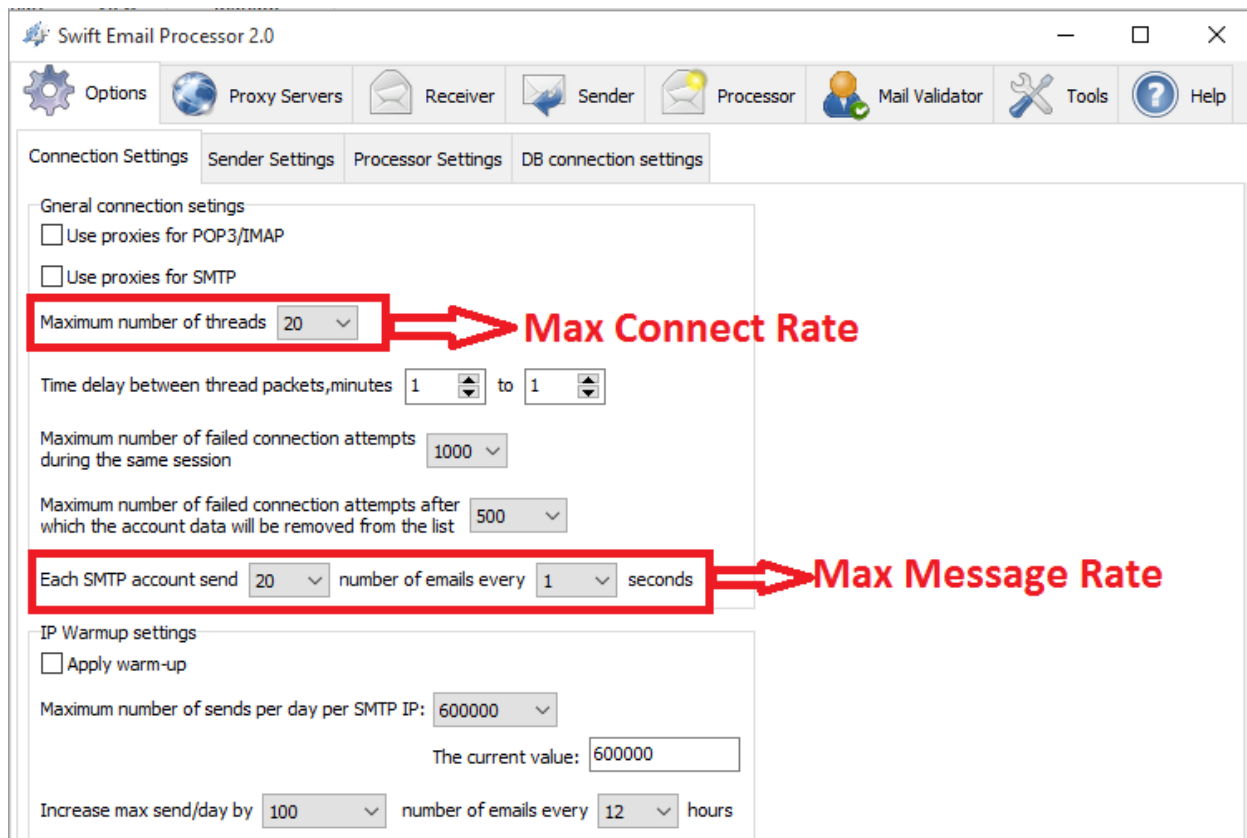 Swift Email Processor 2.0
Options Proxy Servers Receiver Sender Processor Mail Validator Tools Help
Connection Settings Sender Settings Processor Settings DB connection settings
Gneral connection setings
Use proxies for POP3/IMAP
Use proxies for SMTP
Maximum number of threads 20 Max Connect Rate
Time delay between thread packets,minutes 1 to 1
Maximum number of failed connection attempts
during the same session 1000
Maximum number of failed connection attempts after
which the account data will be removed from the list 500
Each SMTP account send 20 number of emails every 1 seconds Max Message Rate
IP Warmup settings
Apply warm-up
Maximum number of sends per day per SMTP IP: 600000
The current value: 600000
Increase max send/day by 100 number of emails every 12 hours